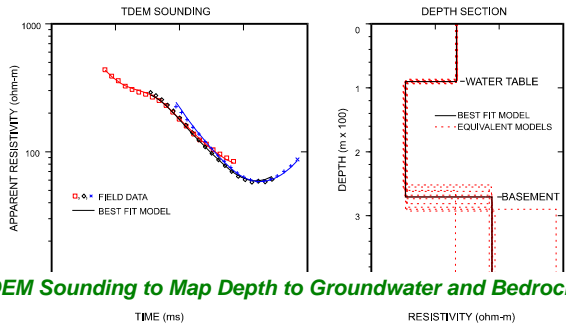 TDEM SOUNDING
1000
100
APPARENT RESISTIVITY (ohm-m)
FIELD DATA
BEST FIT MODEL
TIME (ms)
DEPTH SECTION
0
1
2
3
DEPTH (m x 100)
WATER TABLE
BEST FIT MODEL
EQUIVALENT MODELS
BASEMENT
RESISTIVITY (ohm-m)
Sounding to Map Depth to Groundwater and